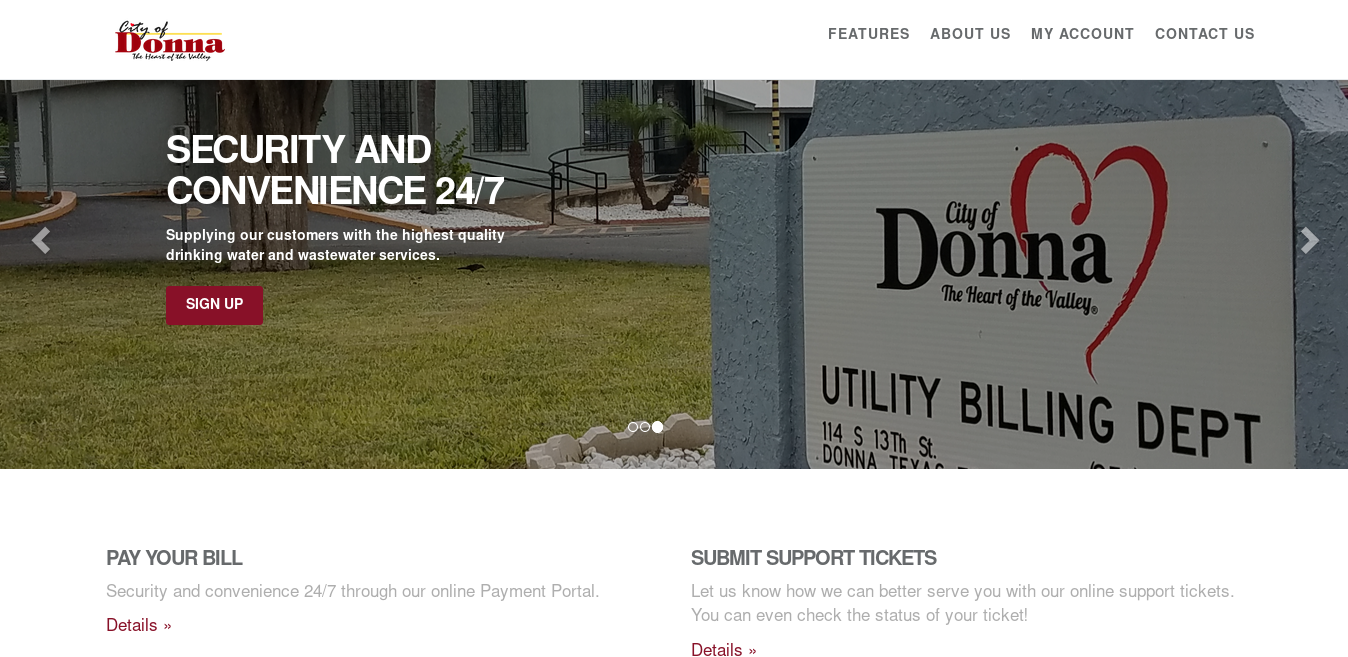 City of
Donna
The Heart of the Valley
FEATURES
ABOUT US
MY ACCOUNT
CONTACT US
SECURITY AND
CONVENIENCE 24/7
Supplying our customers with the highest quality
drinking water and wastewater services.
SIGN UP
City of
Donna
The Heart of the Valley®
UTILITY BILLING DEPT
114 S 13Th St.
DONNA TEXAS
PAY YOUR BILL
Security and convenience 24/7 through our online Payment Portal.
Details »
SUBMIT SUPPORT TICKETS
Let us know how we can better serve you with our online support tickets.
You can even check the status of your ticket!
Details »